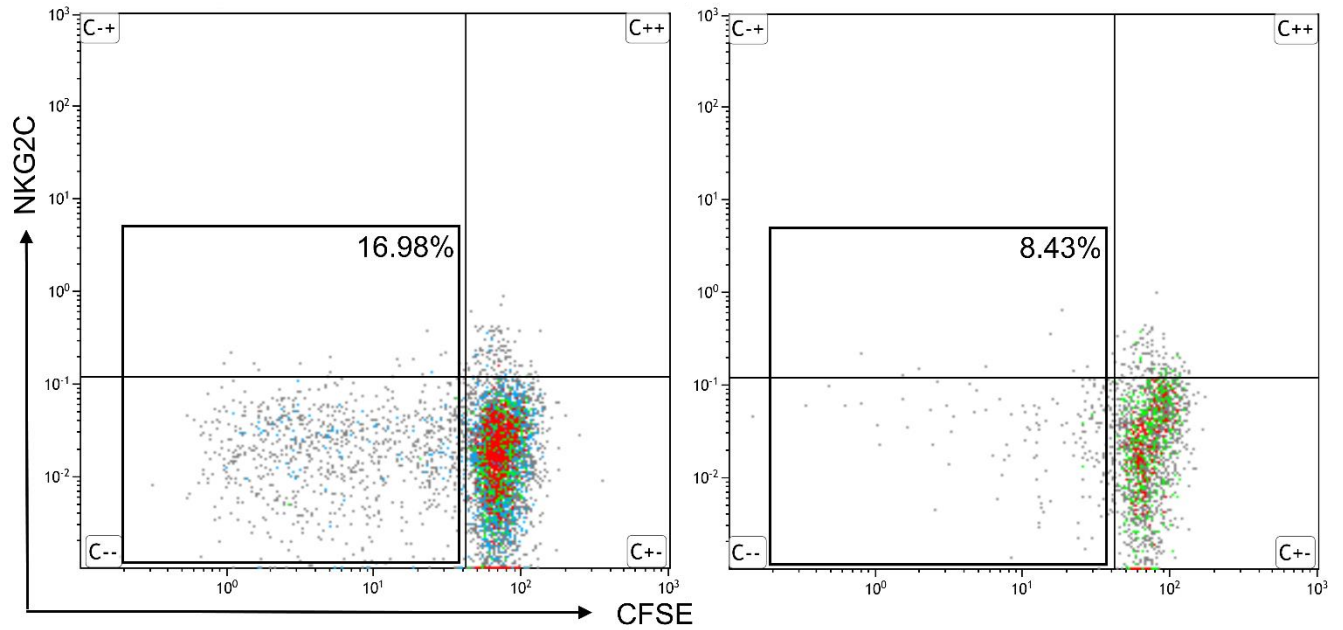 10³
C-+
C++
10²
10¹
10⁰
10⁻¹
10⁻²
NKG2C
16.98%
C--
C+-
10⁰
10¹
10²
10³
CFSE
10³
C-+
C++
10²
10¹
10⁰
10⁻¹
10⁻²
8.43%
C--
C+-
10⁰
10¹
10²
10³